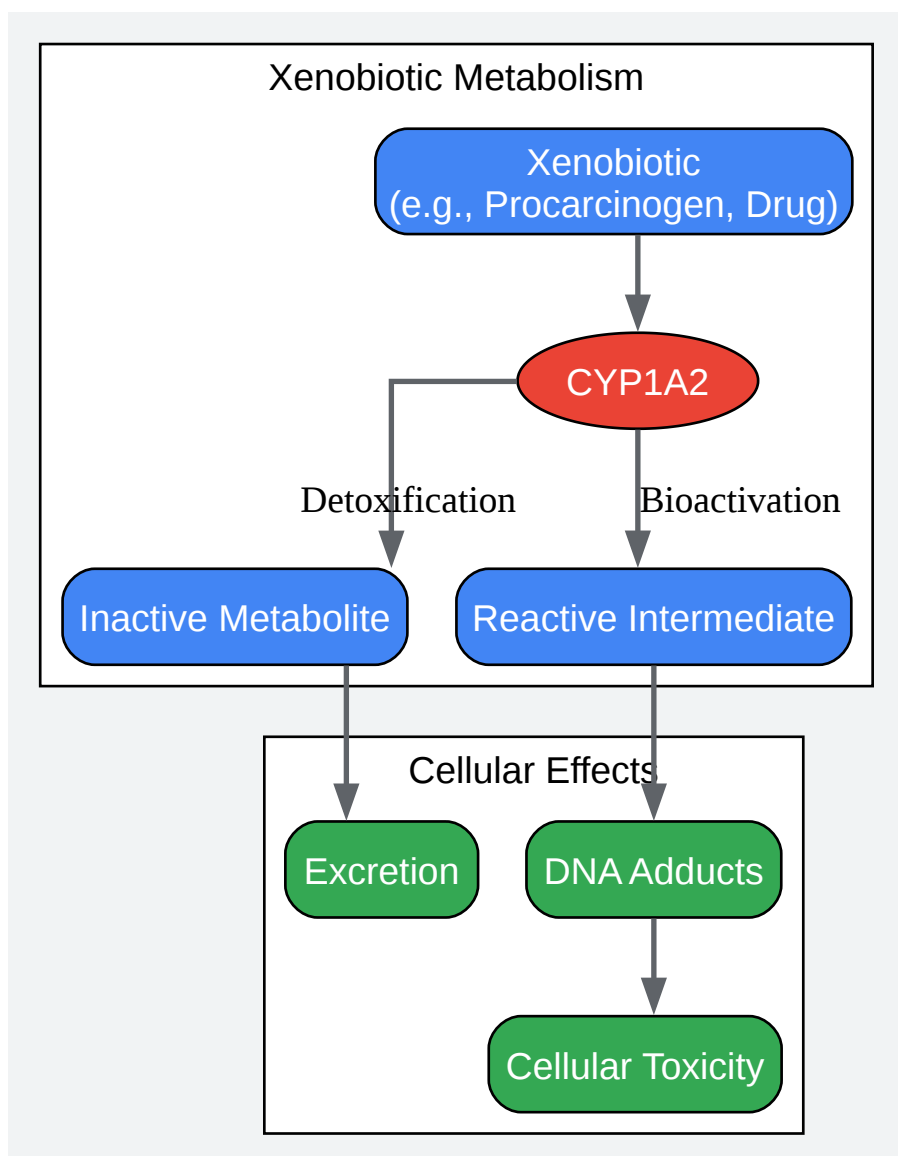 Xenobiotic Metabolism
Xenobiotic
(e.g., Procarcinogen, Drug)
CYP1A2
Detoxification
Bioactivation
Inactive Metabolite
Reactive Intermediate
Cellular Effects
Excretion
DNA Adducts
Cellular Toxicity